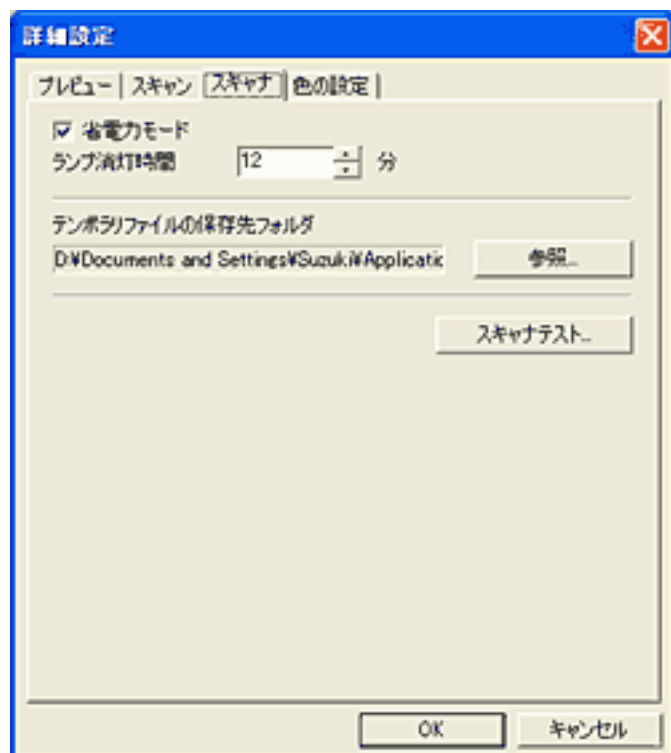 詳細設定
プレビュー スキャン スキャナ 色の設定
省電力モード
ランプ消灯時間 12 分
テンポラリファイルの保存先フォルダ
D:¥Documents and Settings¥Suzuki¥Applicatic 参照...
スキャナテスト...
OK キャンセル